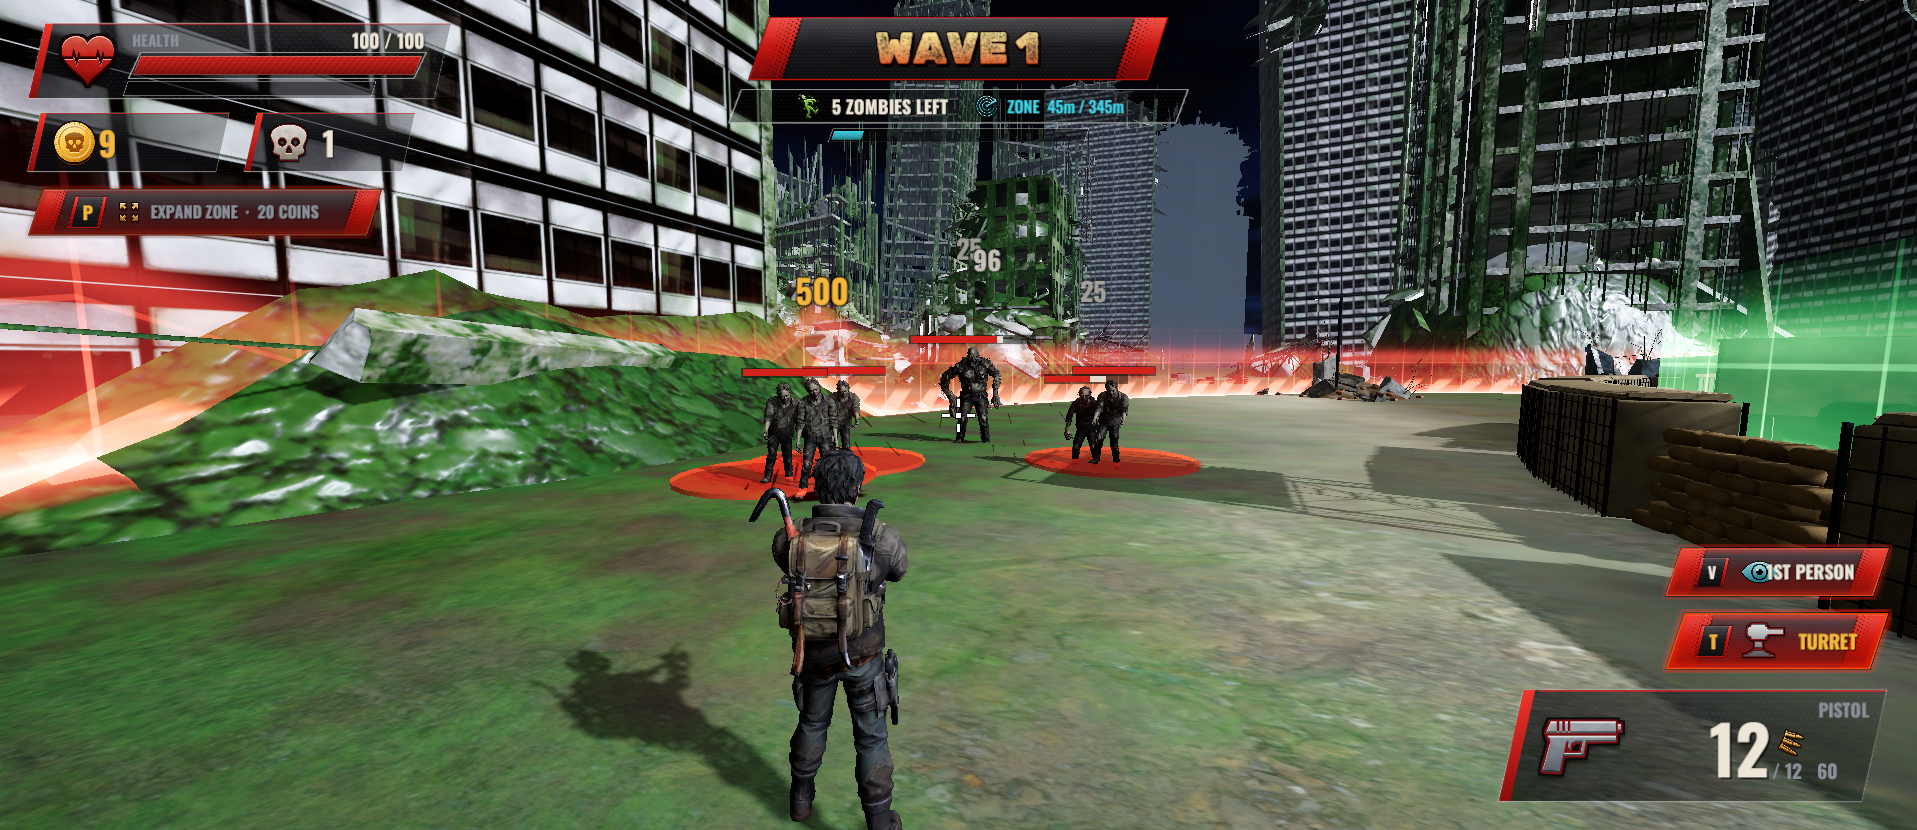 HEALTH 100 / 100
WAVE 1
5 ZOMBIES LEFT ZONE 45m / 345m
9 1
P EXPAND ZONE · 20 COINS
25
96
500
25
V 1ST PERSON
T TURRET
PISTOL
12 / 12 60